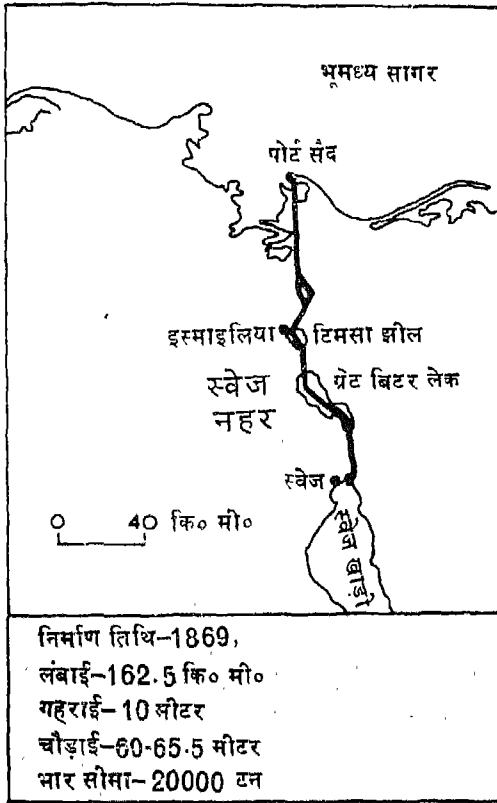 भूमध्य सागर
पोर्ट सैद
इस्माइलिया
टिमसा झील
स्वेज
नहर
ग्रेट बिटर लेक
स्वेज
0 40 कि० मी०
स्वेज खाड़ी
निर्माण तिथि-1869,
लंबाई-162.5 कि० मी०
गहराई-10 मीटर
चौड़ाई-60-65.5 मीटर
भार सीमा-20000 टन